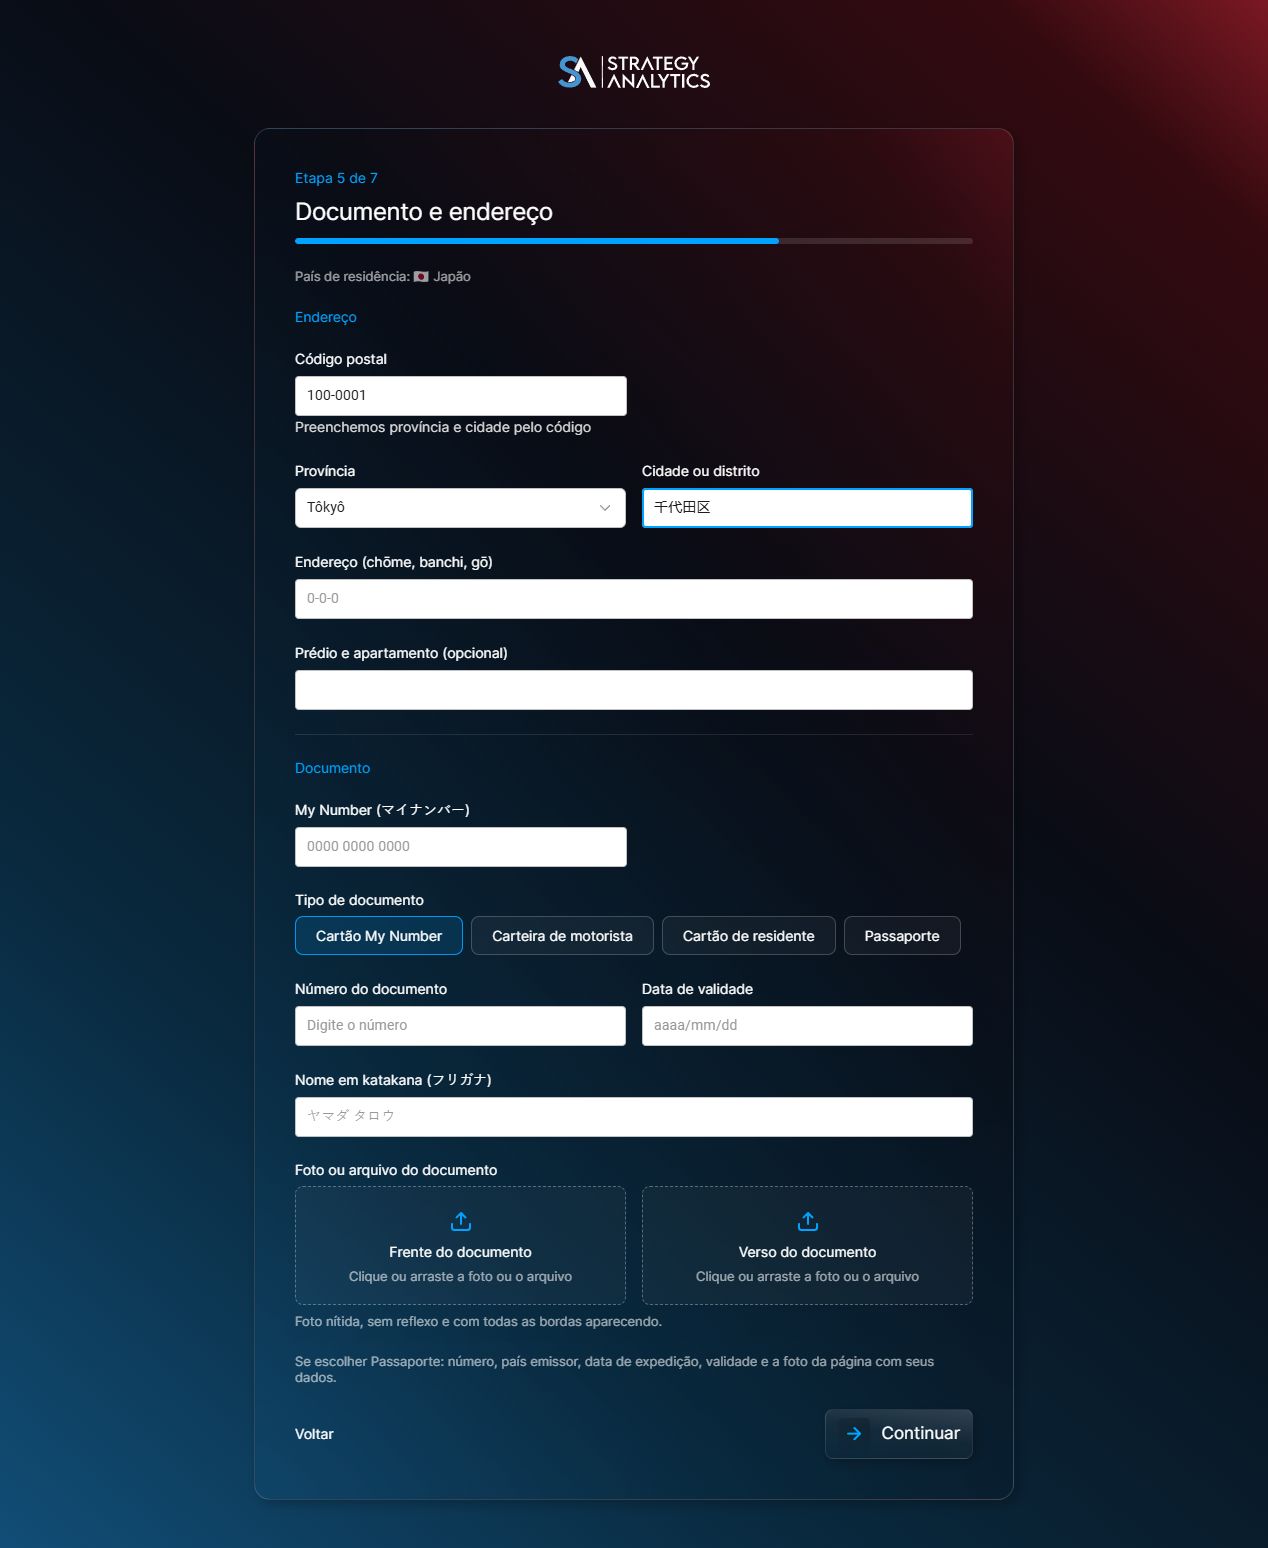 SA STRATEGY
ANALYTICS
Etapa 5 de 7
Documento e endereço
País de residência: 🇯🇵 Japão
Endereço
Código postal
100-0001
Preenchemos província e cidade pelo código
Província
Cidade ou distrito
Tôkyô
千代田区
Endereço (chōme, banchi, gō)
0-0-0
Prédio e apartamento (opcional)
Documento
My Number (マイナンバー)
0000 0000 0000
Tipo de documento
Cartão My Number
Carteira de motorista
Cartão de residente
Passaporte
Número do documento
Data de validade
Digite o número
aaaa/mm/dd
Nome em katakana (フリガナ)
ヤマダ タロウ
Foto ou arquivo do documento
Frente do documento
Clique ou arraste a foto ou o arquivo
Verso do documento
Clique ou arraste a foto ou o arquivo
Foto nítida, sem reflexo e com todas as bordas aparecendo.
Se escolher Passaporte: número, país emissor, data de expedição, validade e a foto da página com seus
dados.
Voltar
Continuar